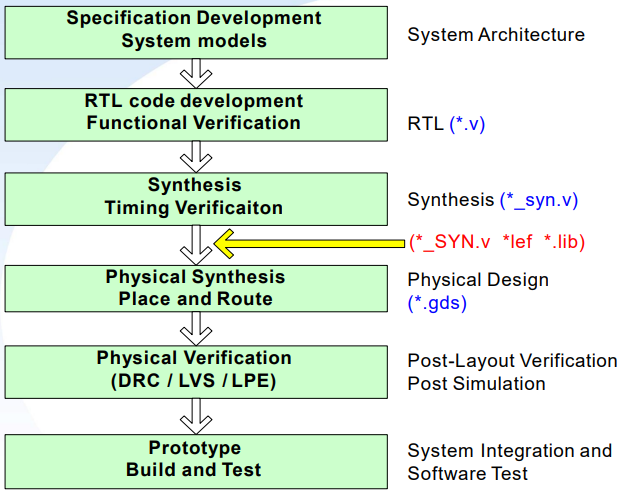 Specification Development
System models
System Architecture
RTL code development
Functional Verification
RTL (*.v)
Synthesis
Timing Verificaiton
Synthesis (*_syn.v)
(*_SYN.v *lef *.lib)
Physical Synthesis
Place and Route
Physical Design
(*.gds)
Physical Verification
(DRC / LVS / LPE)
Post-Layout Verification
Post Simulation
Prototype
Build and Test
System Integration and
Software Test